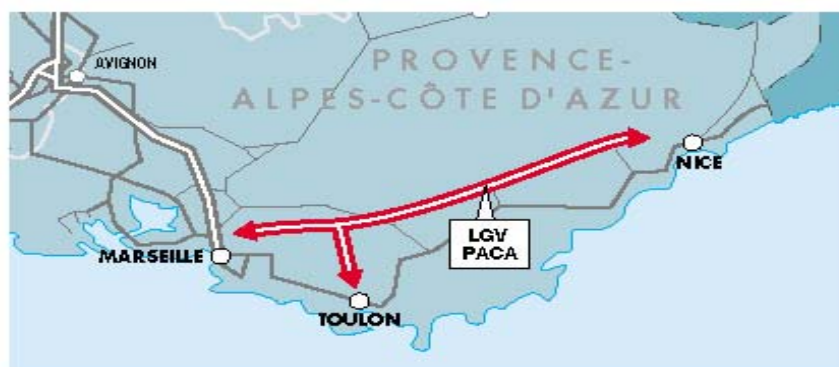 AVIGNON
PROVENCE-
ALPES-CÔTE D'AZUR
NICE
LGV
PACA
MARSEILLE
TOULON